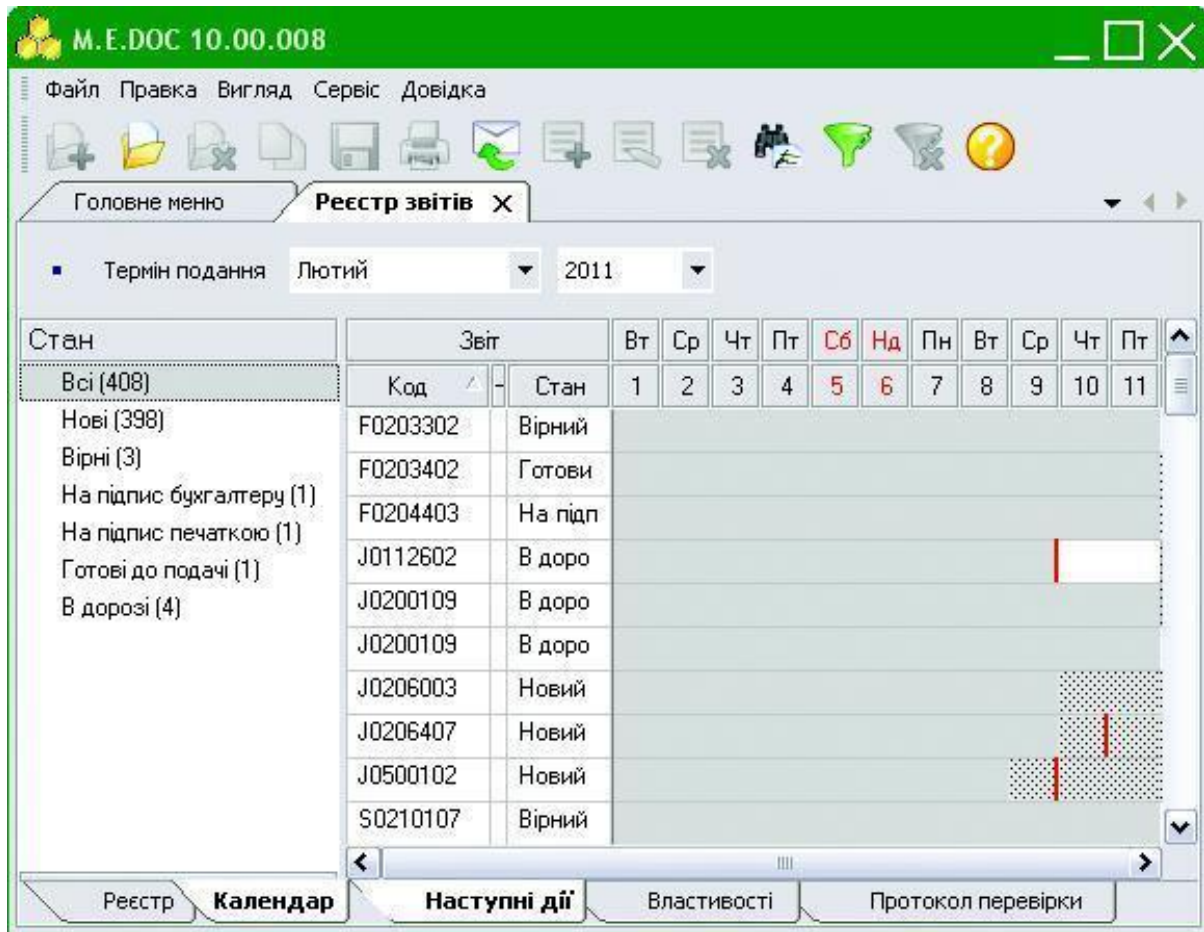 M.E.DOC 10.00.008
Файл Правка Вигляд Сервіс Довідка
Головне меню Реєстр звітів
Термін подання Лютий 2011
Стан
Всі (408)
Нові (398)
Вірні (3)
На підпис бухгалтеру (1)
На підпис печаткою (1)
Готові до подачі (1)
В дорозі (4)
Звіт Вт Ср Чт Пт Сб Нд Пн Вт Ср Чт Пт
Код - Стан 1 2 3 4 5 6 7 8 9 10 11
F0203302 Вірний
F0203402 Готови
F0204403 На підп
J0112602 В доро
J0200109 В доро
J0200109 В доро
J0206003 Новий
J0206407 Новий
J0500102 Новий
S0210107 Вірний
Реєстр Календар Наступні дії Властивості Протокол перевірки